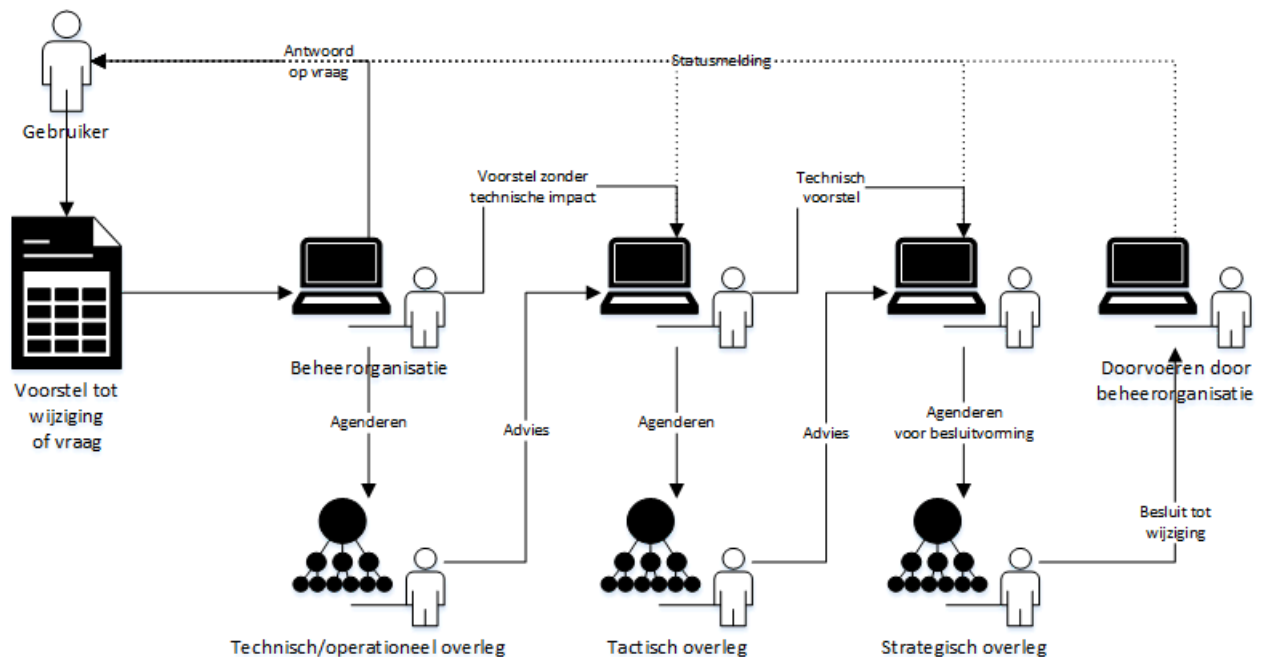 Antwoord
op vraag
Statusmelding
Gebruiker
Voorstel zonder
technische impact
Technisch
voorstel
Beheerorganisatie
Doorvoeren door
beheerorganisatie
Voorstel tot
wijziging
of vraag
Agenderen
Advies
Agenderen
Advies
Agenderen
voor besluitvorming
Besluit tot
wijziging
Technisch/operationeel overleg
Tactisch overleg
Strategisch overleg